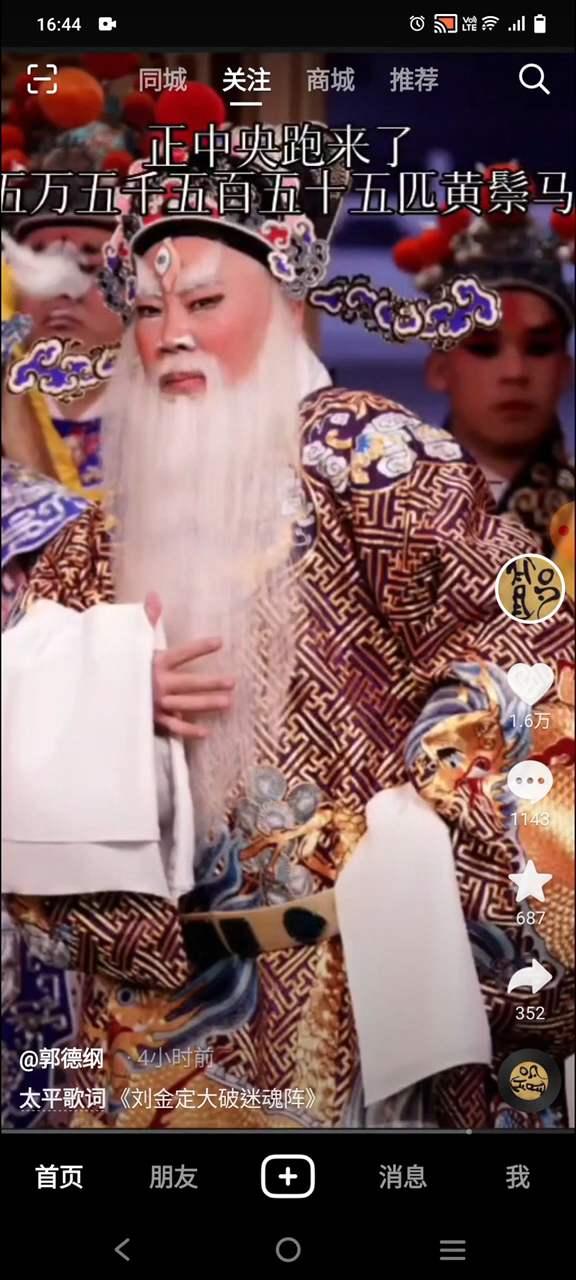 16:44
VoI
LTE
同城 关注 商城 推荐
正中央跑来了
五万五千五百五十五匹黄鬃马
1.6万
1143
687
352
@郭德纲 · 4小时前
太平歌词《刘金定大破迷魂阵》
首页 朋友 消息 我